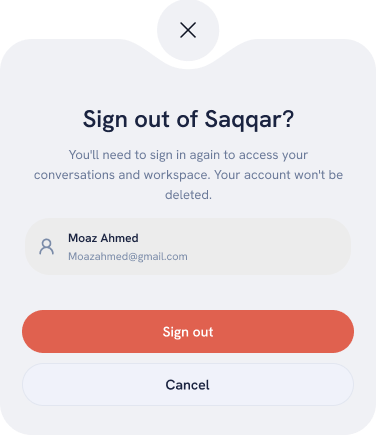 Sign out of Saqqar?
You'll need to sign in again to access your
conversations and workspace. Your account won't be
deleted.
Moaz Ahmed
Moazahmed@gmail.com
Sign out
Cancel